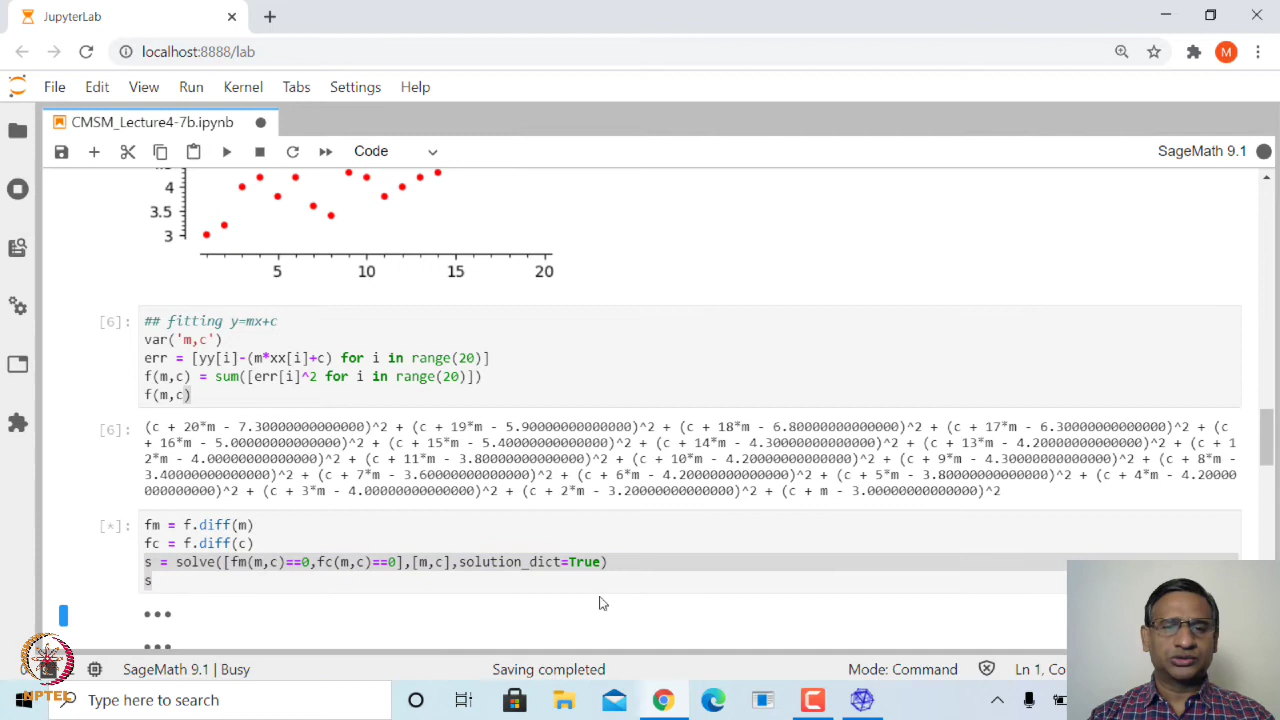 JupyterLab
localhost:8888/lab
M
File Edit View Run Kernel Tabs Settings Help
CMSM_Lecture4-7b.ipynb
Code
SageMath 9.1
4
3.5
3
5 10 15 20
[6]:
## fitting y=mx+c
var('m,c')
err = [yy[i]-(m*xx[i]+c) for i in range(20)]
f(m,c) = sum([err[i]^2 for i in range(20)])
f(m,c)
[6]:
(c + 20*m - 7.30000000000000)^2 + (c + 19*m - 5.90000000000000)^2 + (c + 18*m - 6.80000000000000)^2 + (c + 17*m - 6.30000000000000)^2 + (c
+ 16*m - 5.00000000000000)^2 + (c + 15*m - 5.40000000000000)^2 + (c + 14*m - 4.30000000000000)^2 + (c + 13*m - 4.20000000000000)^2 + (c + 1
2*m - 4.00000000000000)^2 + (c + 11*m - 3.80000000000000)^2 + (c + 10*m - 4.20000000000000)^2 + (c + 9*m - 4.30000000000000)^2 + (c + 8*m -
3.40000000000000)^2 + (c + 7*m - 3.60000000000000)^2 + (c + 6*m - 4.20000000000000)^2 + (c + 5*m - 3.80000000000000)^2 + (c + 4*m - 4.20000
000000000)^2 + (c + 3*m - 4.00000000000000)^2 + (c + 2*m - 3.20000000000000)^2 + (c + m - 3.00000000000000)^2
[*]:
fm = f.diff(m)
fc = f.diff(c)
s = solve([fm(m,c)==0,fc(m,c)==0],[m,c],solution_dict=True)
s
SageMath 9.1 | Busy
Saving completed
Mode: Command
Ln 1, Co
NPTEL
Type here to search